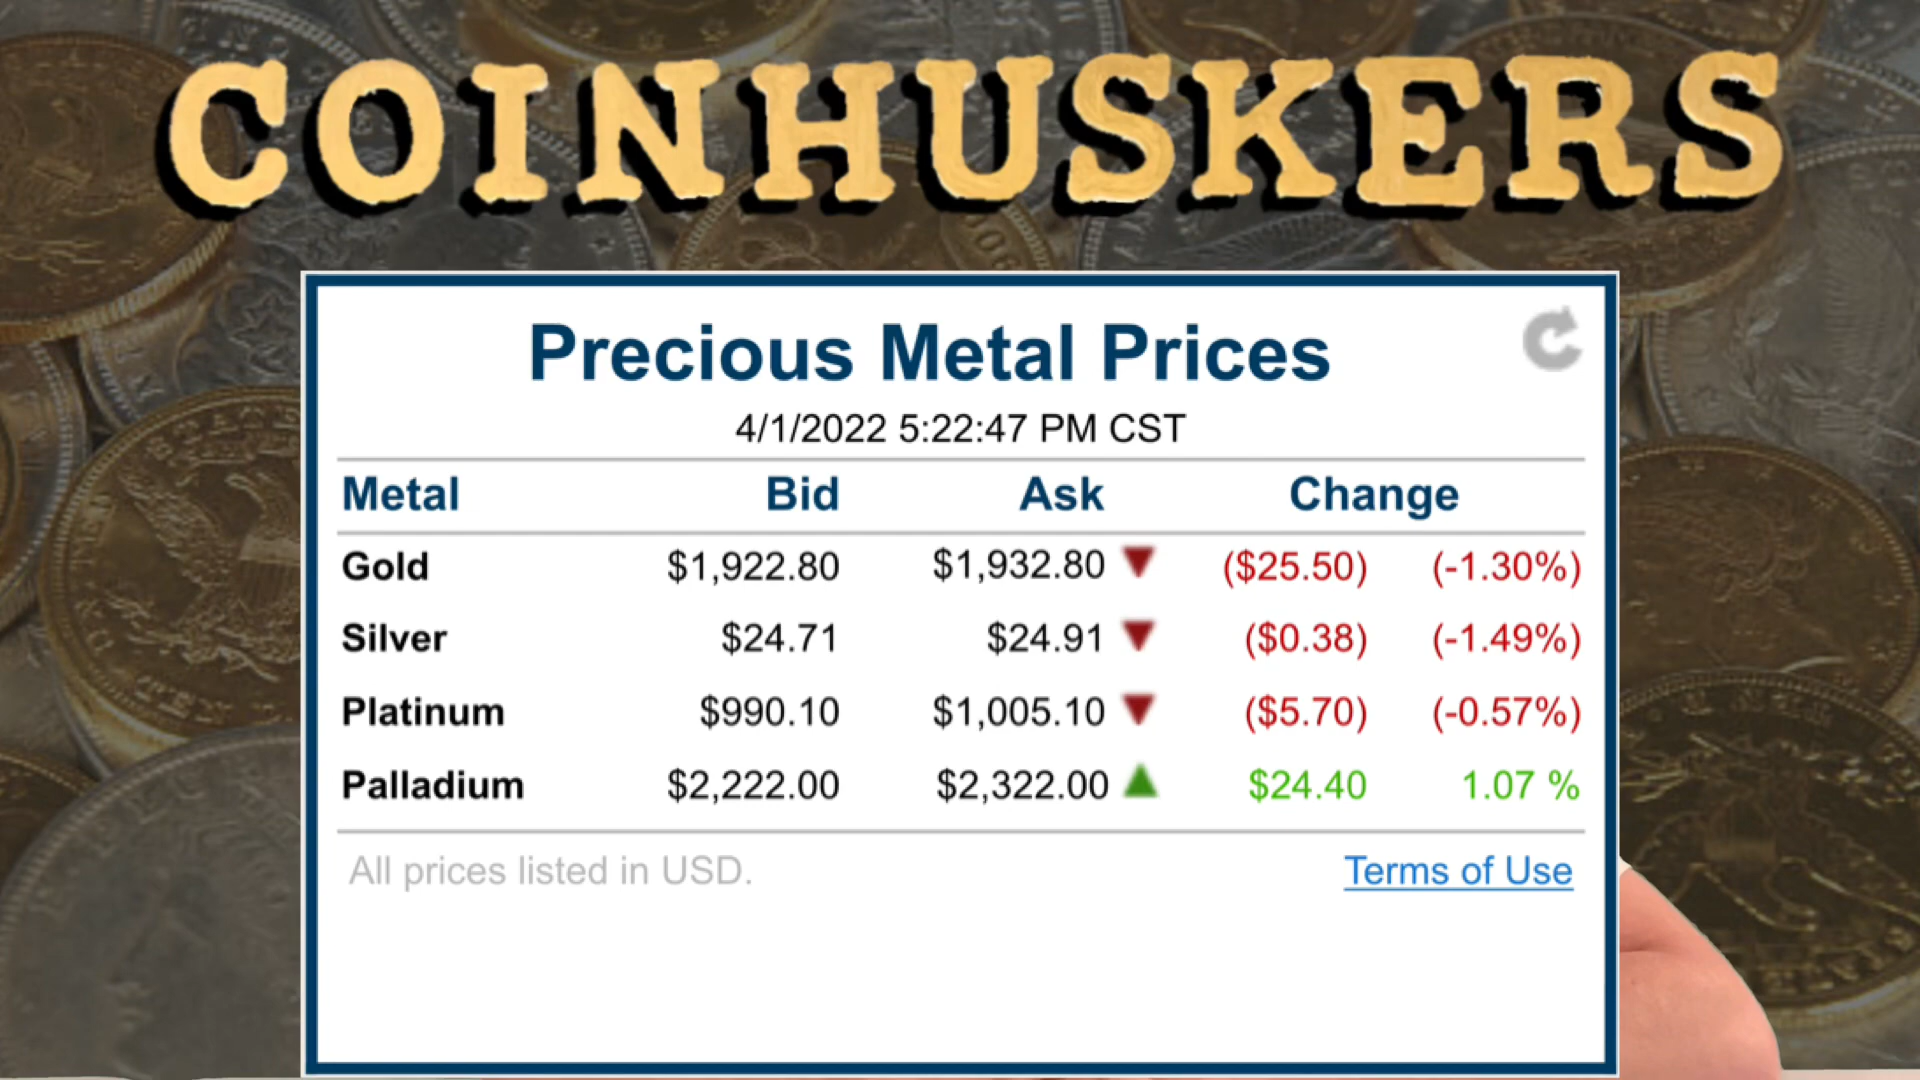 COINHUSKERS
Precious Metal Prices
4/1/2022 5:22:47 PM CST
Metal Bid Ask Change
Gold $1,922.80 $1,932.80 ▼ ($25.50) (-1.30%)
Silver $24.71 $24.91 ▼ ($0.38) (-1.49%)
Platinum $990.10 $1,005.10 ▼ ($5.70) (-0.57%)
Palladium $2,222.00 $2,322.00 ▲ $24.40 1.07 %
All prices listed in USD. Terms of Use